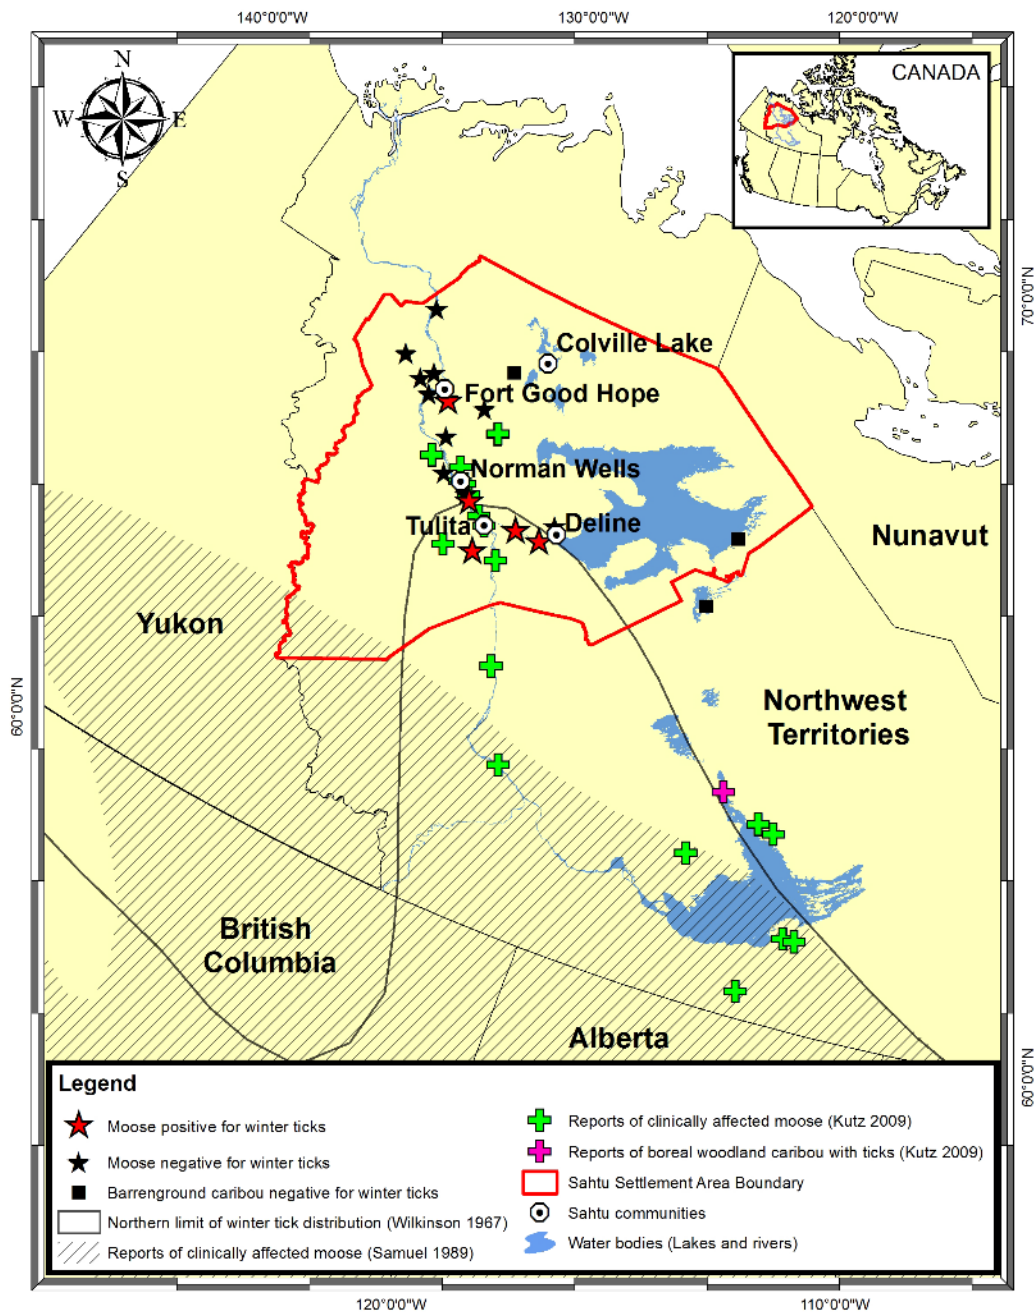 140°0'0"W
130°0'0"W
120°0'0"W
N
W
E
S
CANADA
70°0'0"N
Colville Lake
Fort Good Hope
Norman Wells
Tulita
Deline
Nunavut
Yukon
60°0'0"N
Northwest
Territories
British
Columbia
Alberta
60°0'0"N
Legend
Moose positive for winter ticks
Moose negative for winter ticks
Barrenground caribou negative for winter ticks
Northern limit of winter tick distribution (Wilkinson 1967)
Reports of clinically affected moose (Samuel 1989)
Reports of clinically affected moose (Kutz 2009)
Reports of boreal woodland caribou with ticks (Kutz 2009)
Sahtu Settlement Area Boundary
Sahtu communities
Water bodies (Lakes and rivers)
120°0'0"W
110°0'0"W